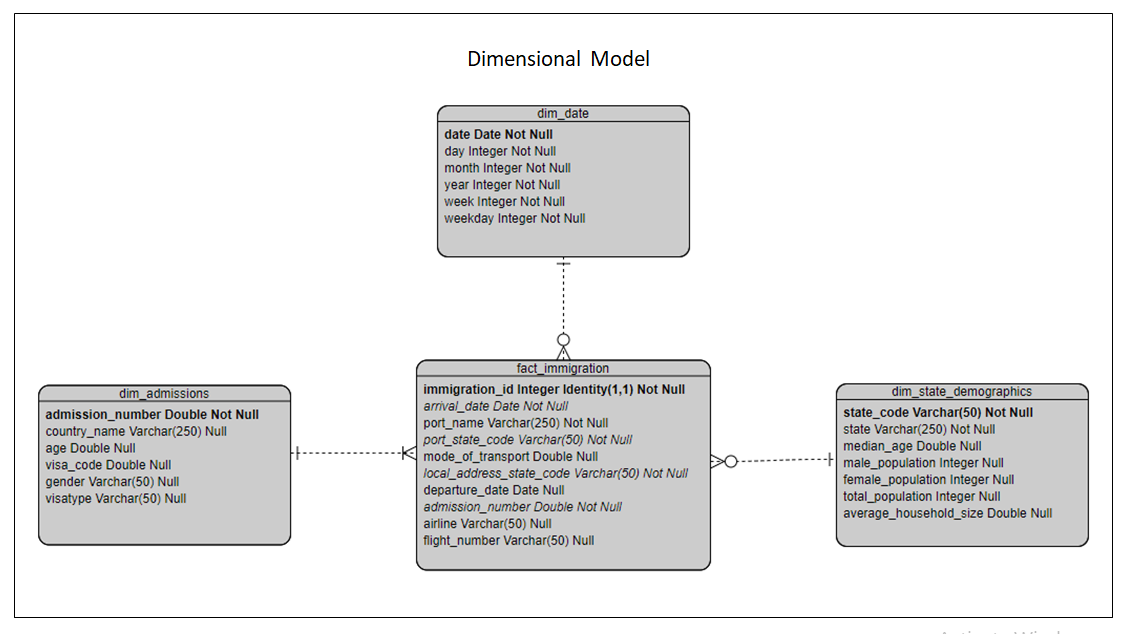 Dimensional Model
dim_date
date Date Not Null
day Integer Not Null
month Integer Not Null
year Integer Not Null
week Integer Not Null
weekday Integer Not Null
dim_admissions
admission_number Double Not Null
country_name Varchar(250) Null
age Double Null
visa_code Double Null
gender Varchar(50) Null
visatype Varchar(50) Null
fact_immigration
immigration_id Integer Identity(1,1) Not Null
arrival_date Date Not Null
port_name Varchar(250) Not Null
port_state_code Varchar(50) Not Null
mode_of_transport Double Null
local_address_state_code Varchar(50) Not Null
departure_date Date Null
admission_number Double Not Null
airline Varchar(50) Null
flight_number Varchar(50) Null
dim_state_demographics
state_code Varchar(50) Not Null
state Varchar(250) Not Null
median_age Double Null
male_population Integer Null
female_population Integer Null
total_population Integer Null
average_household_size Double Null